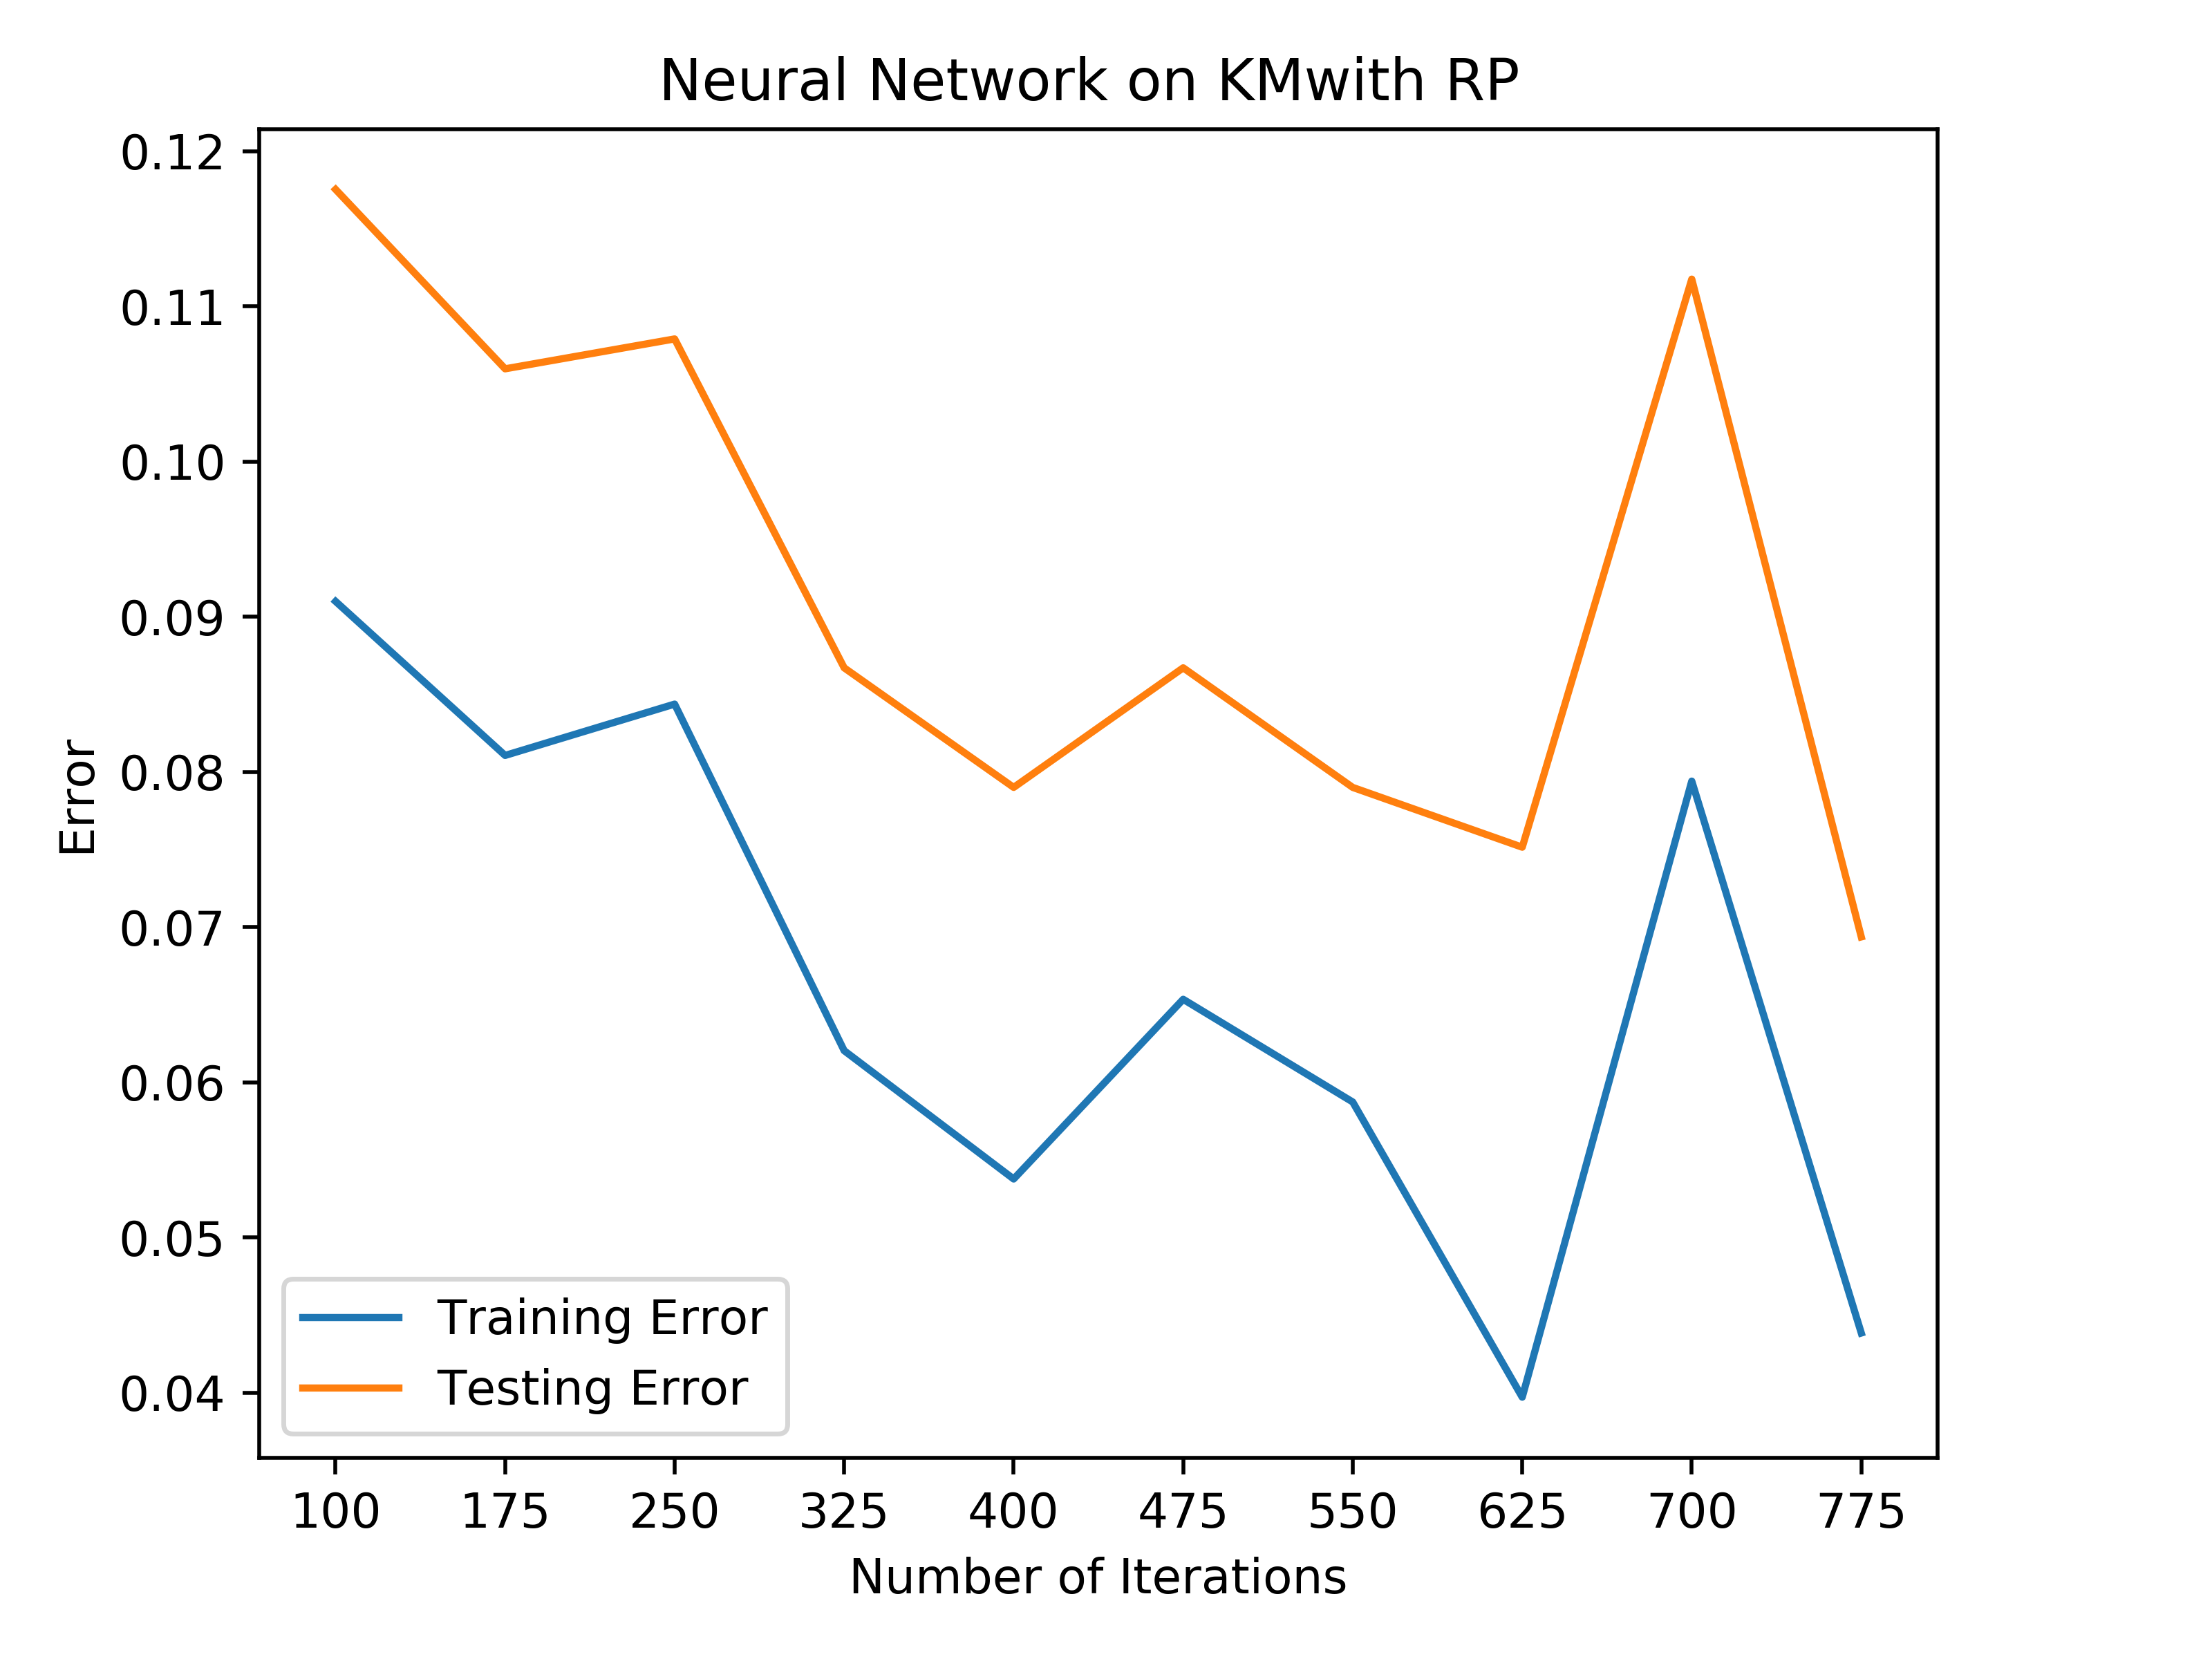 Neural Network on KMwith RP
0.12
0.11
0.10
0.09
0.08
0.07
0.06
0.05
0.04
Error
Training Error
Testing Error
100 175 250 325 400 475 550 625 700 775
Number of Iterations